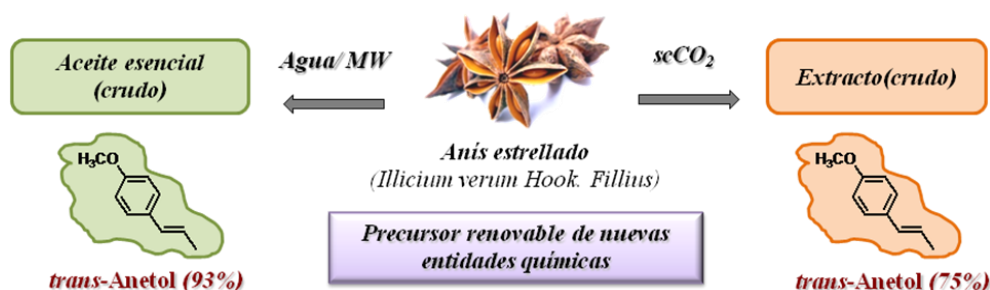 Aceite esencial
(crudo)
Agua/MW
scCO2
Extracto(crudo)
H3CO
H3CO
Anís estrellado
(Illicium verum Hook. Fillius)
Precursor renovable de nuevas
entidades químicas
trans-Anetol (93%)
trans-Anetol (75%)